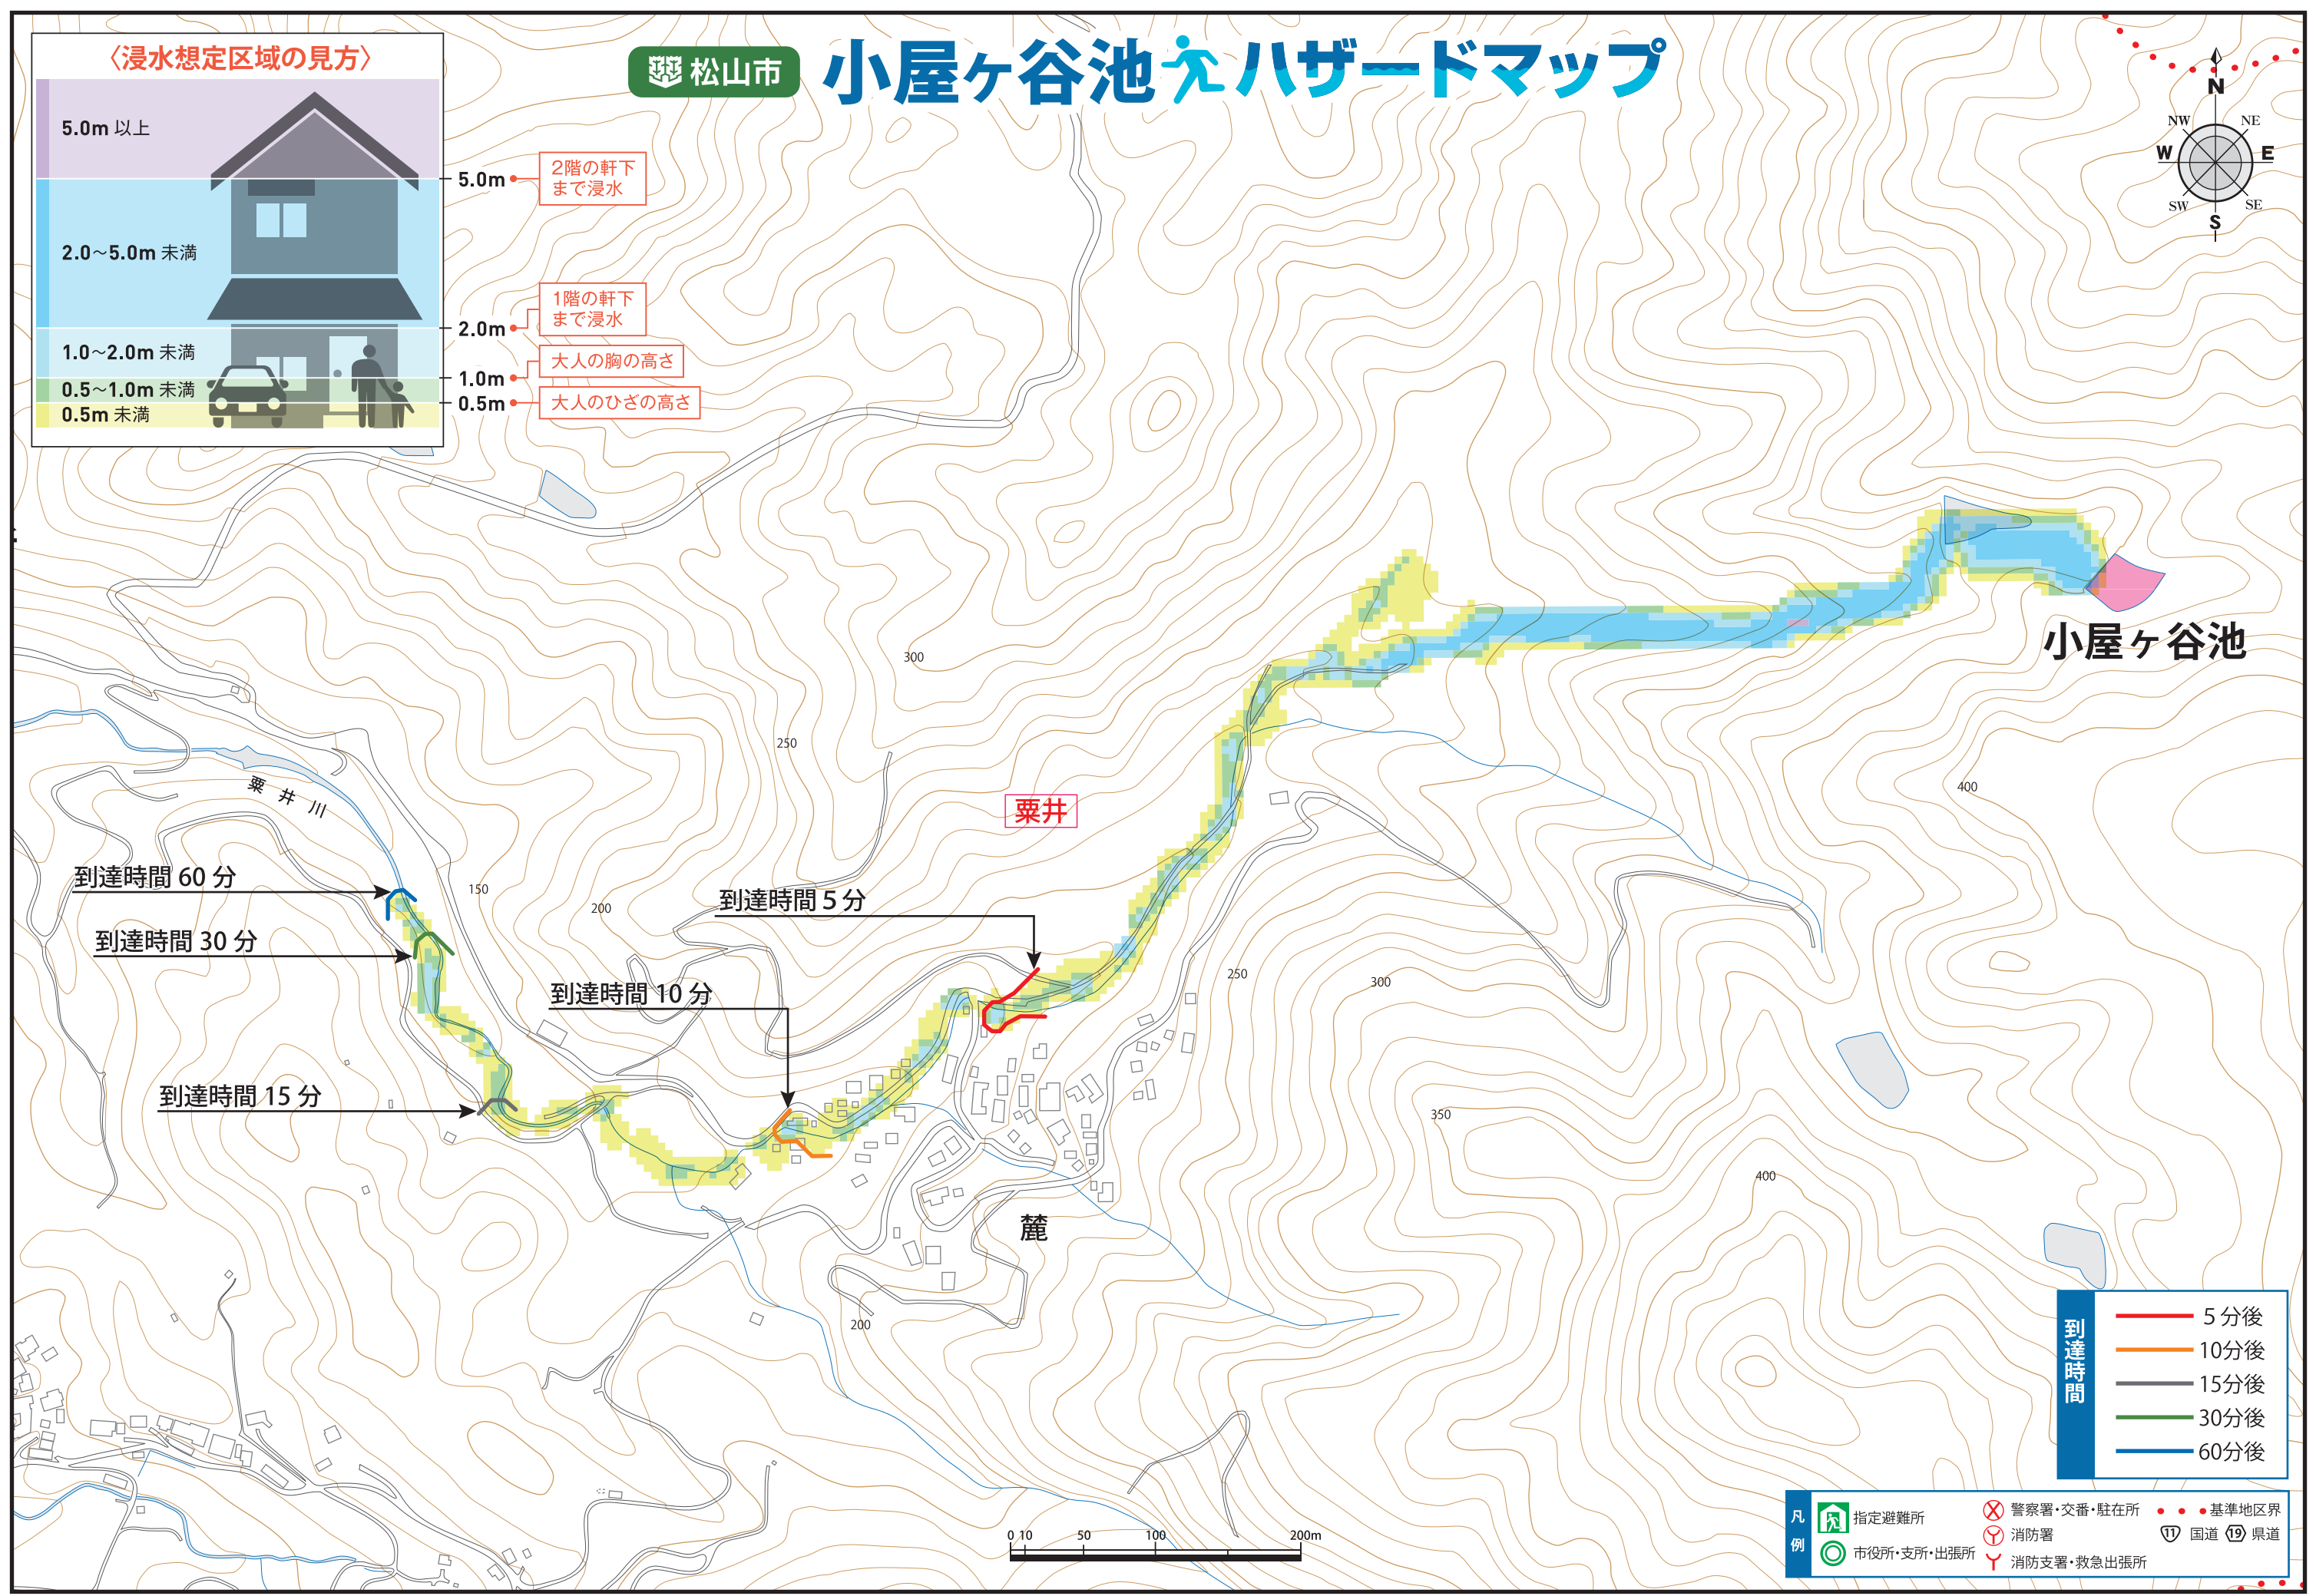 〈浸水想定区域の見方〉
5.0m 以上
2.0～5.0m 未満
1.0～2.0m 未満
0.5～1.0m 未満
0.5m 未満
5.0m
2階の軒下
まで浸水
2.0m
1階の軒下
まで浸水
1.0m
大人の胸の高さ
0.5m
大人のひざの高さ
松山市
小屋ヶ谷池
ハザードマップ
N
NW
NE
W
E
SW
SE
S
小屋ヶ谷池
300
250
400
粟井川
粟井
到達時間 60 分
150
200
到達時間 5 分
到達時間 30 分
到達時間 10 分
250
300
到達時間 15 分
350
400
麓
200
到達時間
5 分後
10分後
15分後
30分後
60分後
0 10 50 100 200m
凡例
指定避難所
市役所・支所・出張所
警察署・交番・駐在所
消防署
消防支署・救急出張所
基準地区界
11 国道
19 県道